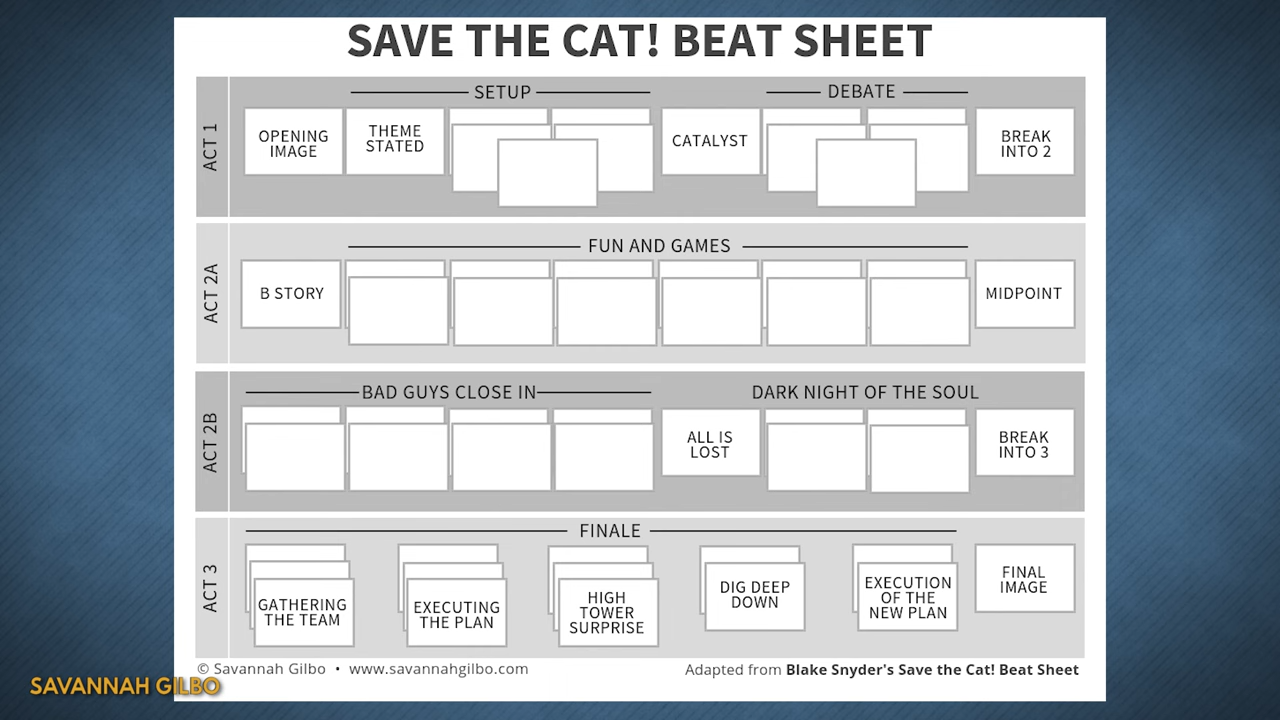 SAVE THE CAT! BEAT SHEET
ACT 1
SETUP
DEBATE
OPENING
IMAGE
THEME
STATED
CATALYST
BREAK
INTO 2
ACT 2A
FUN AND GAMES
B STORY
MIDPOINT
ACT 2B
BAD GUYS CLOSE IN
DARK NIGHT OF THE SOUL
ALL IS
LOST
BREAK
INTO 3
ACT 3
FINALE
GATHERING
THE TEAM
EXECUTING
THE PLAN
HIGH
TOWER
SURPRISE
DIG DEEP
DOWN
EXECUTION
OF THE
NEW PLAN
FINAL
IMAGE
© Savannah Gilbo • www.savannahgilbo.com
Adapted from Blake Snyder's Save the Cat! Beat Sheet
SAVANNAH GILBO